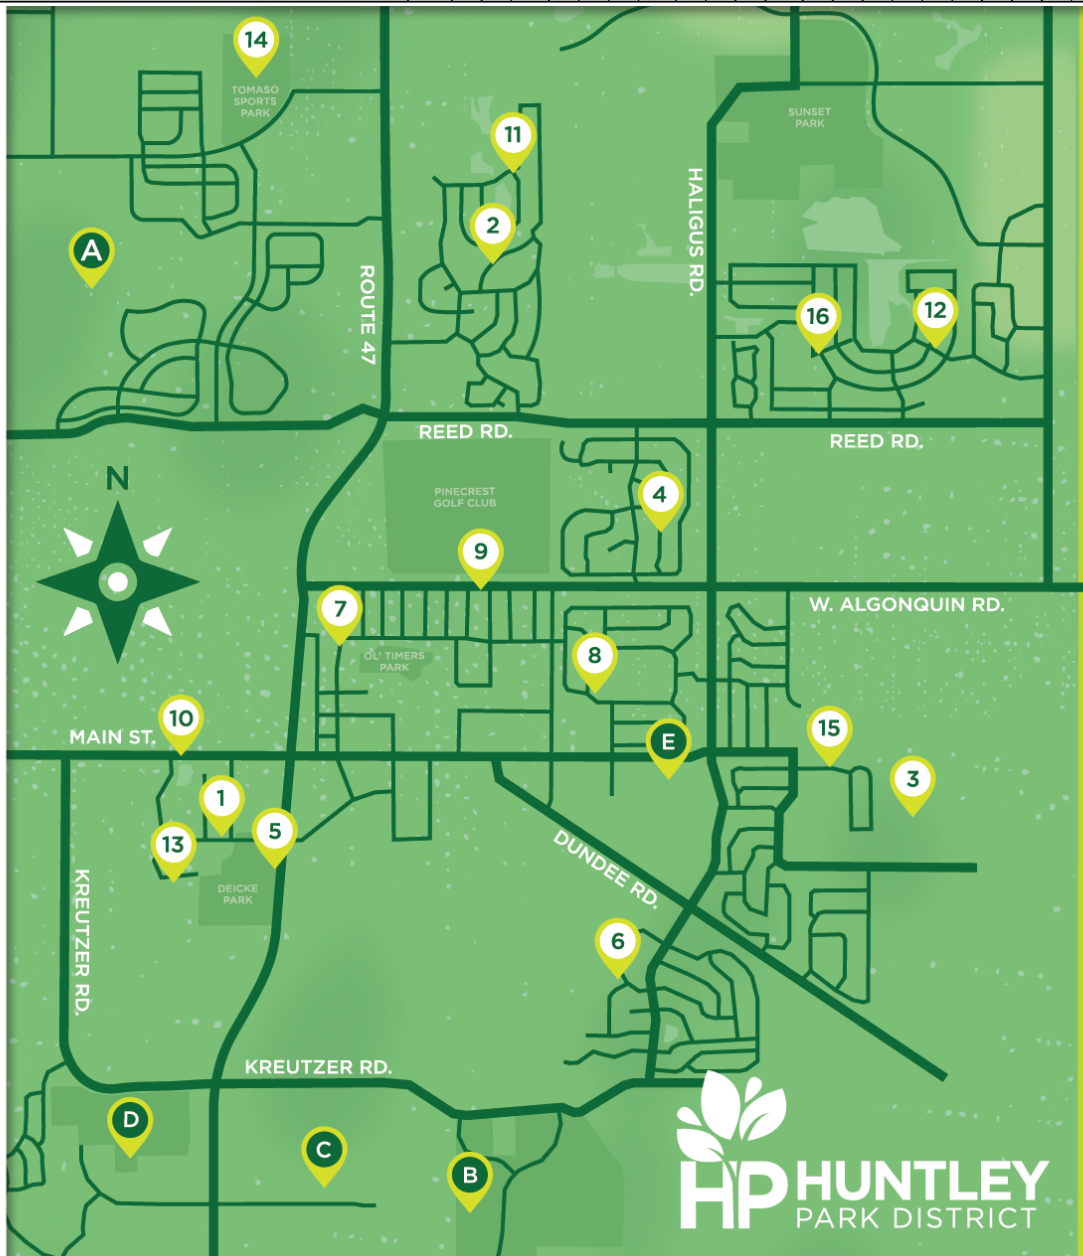 14
TOMASO
SPORTS
PARK
11
SUNSET
PARK
HALIGUS RD.
2
A
ROUTE 47
16
12
REED RD.
REED RD.
N
PINECREST
GOLF CLUB
4
9
7
W. ALGONQUIN RD.
OL' TIMERS
PARK
8
10
MAIN ST.
E
15
3
1
5
13
DEICKE
PARK
DUNDEE RD.
KREUTZER RD.
6
KREUTZER RD.
D
C
B
HP HUNTLEY
PARK DISTRICT